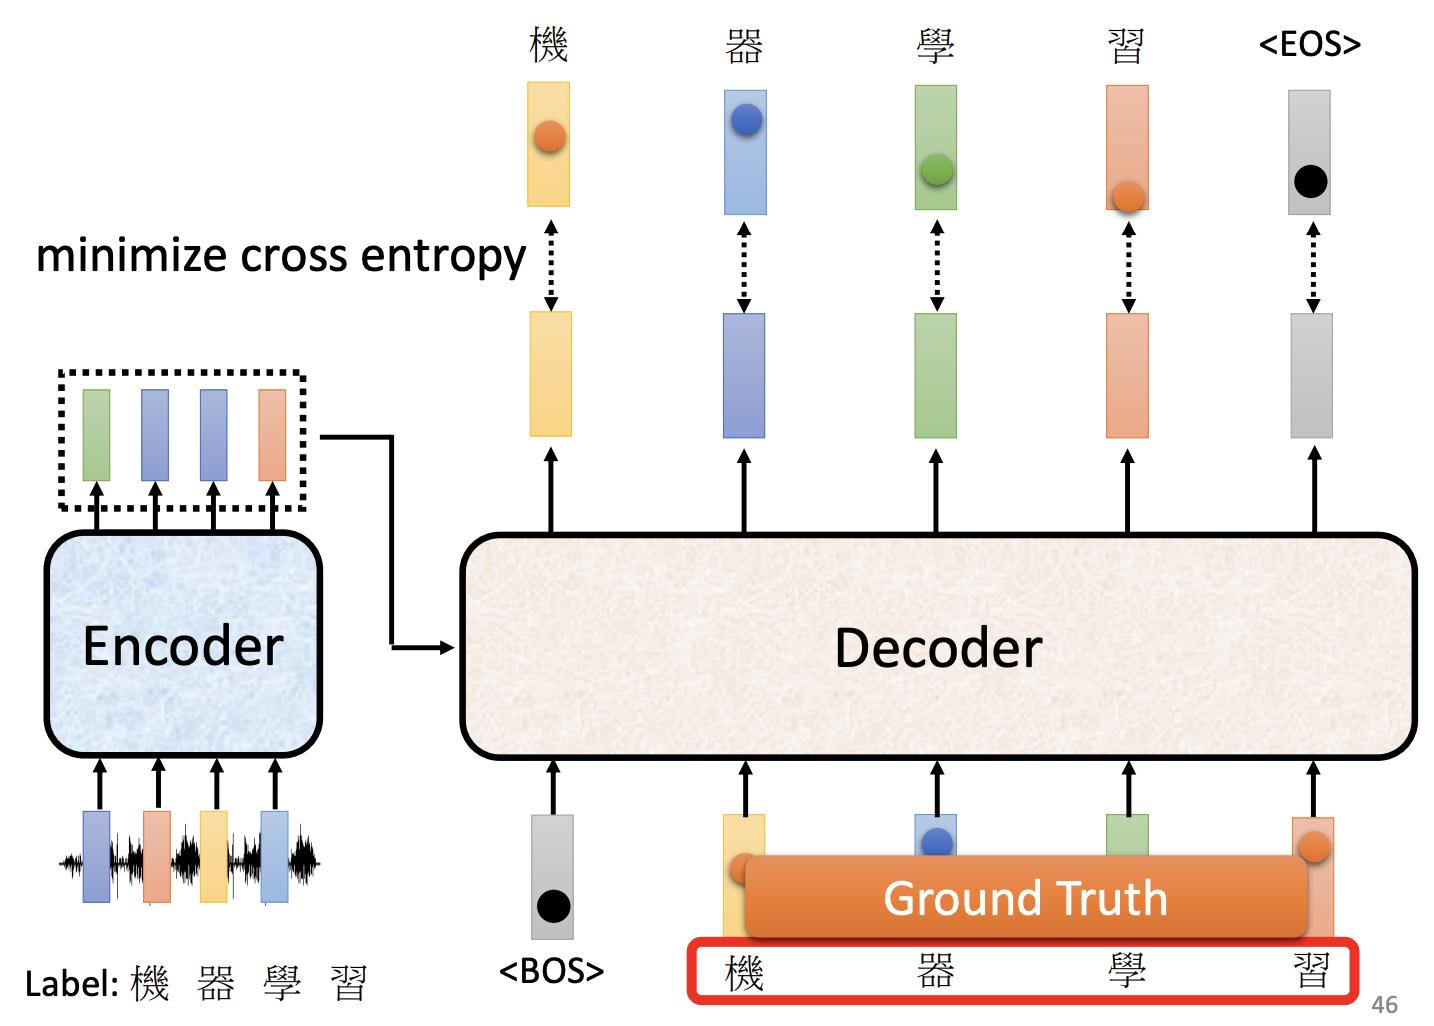 機 器 學 習 <EOS>
minimize cross entropy
Encoder
Decoder
Ground Truth
<BOS> 機 器 學 習
Label: 機 器 學 習
46